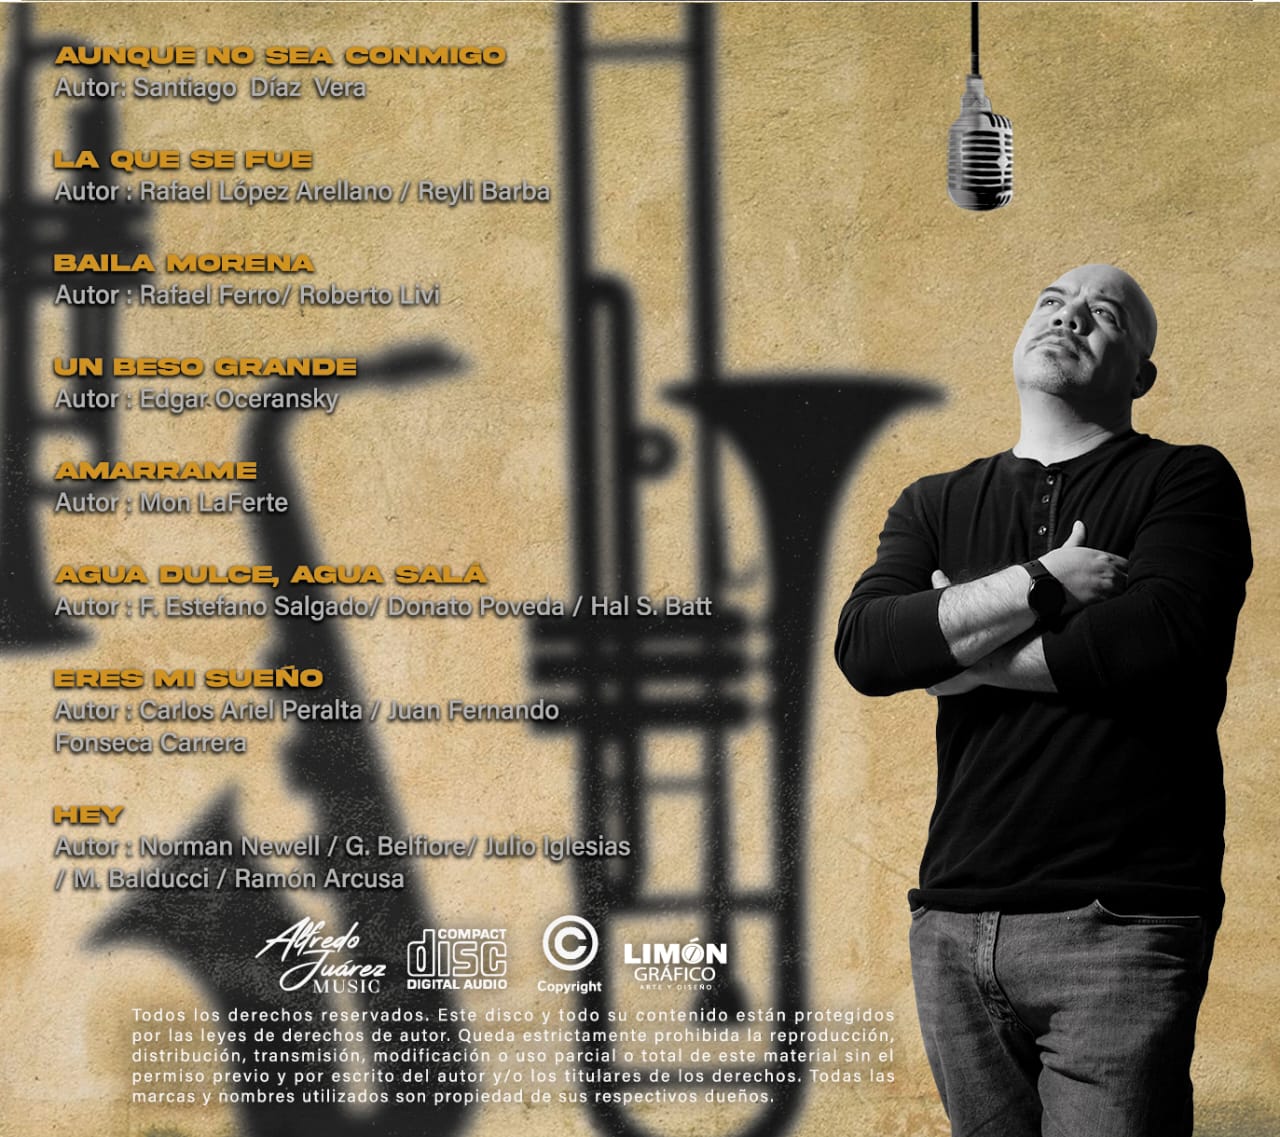 AUNQUE NO SEA CONMIGO
Autor: Santiago Díaz Vera
LA QUE SE FUE
Autor : Rafael López Arellano / Reyli Barba
BAILA MORENA
Autor : Rafael Ferro/ Roberto Livi
UN BESO GRANDE
Autor : Edgar Oceransky
AMARRAME
Autor : Mon LaFerte
AGUA DULCE, AGUA SALÁ
Autor : F. Estefano Salgado/ Donato Poveda / Hal S. Batt
ERES MI SUEÑO
Autor : Carlos Ariel Peralta / Juan Fernando
Fonseca Carrera
HEY
Autor : Norman Newell / G. Belfiore/ Julio Iglesias
/ M. Balducci / Ramón Arcusa
Alfredo
Juárez
MUSIC
COMPACT
disc
DIGITAL AUDIO
C
Copyright
LIMÓN
GRÁFICO
ARTE Y DISEÑO
Todos los derechos reservados. Este disco y todo su contenido están protegidos
por las leyes de derechos de autor. Queda estrictamente prohibida la reproducción,
distribución, transmisión, modificación o uso parcial o total de este material sin el
permiso previo y por escrito del autor y/o los titulares de los derechos. Todas las
marcas y nombres utilizados son propiedad de sus respectivos dueños.